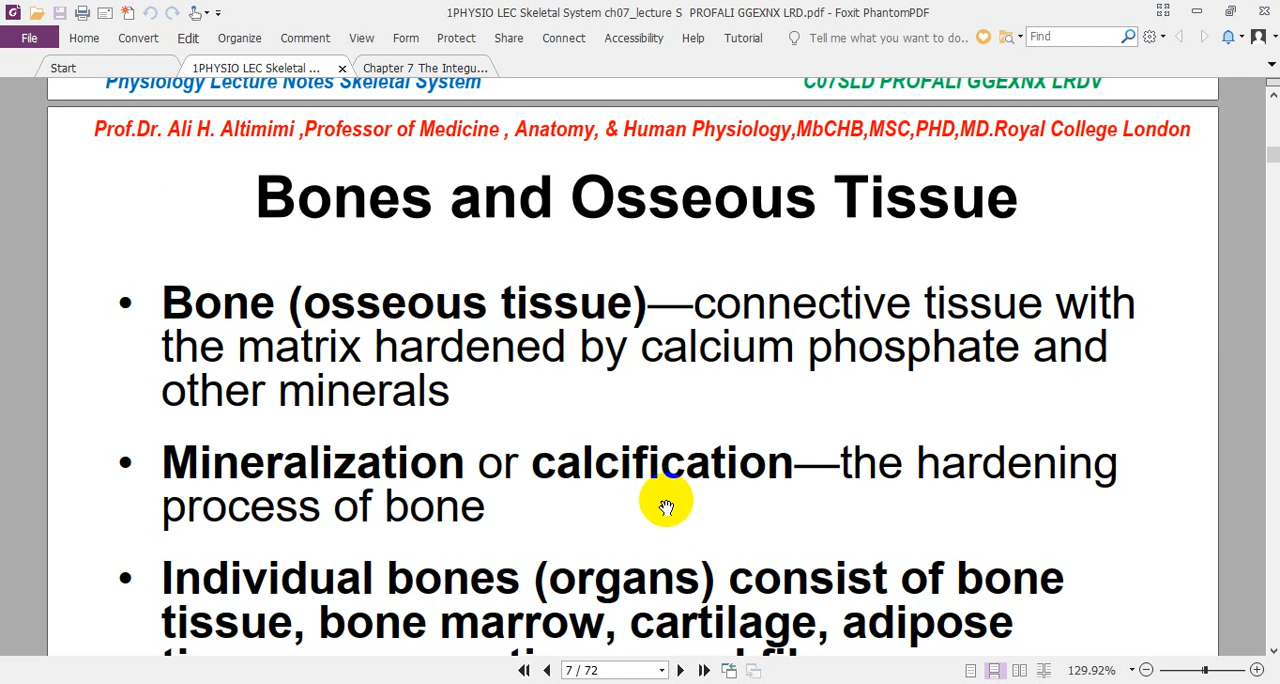 1PHYSIO LEC Skeletal System ch07_lecture S PROFALI GGEXNX LRD.pdf - Foxit PhantomPDF
File Home Convert Edit Organize Comment View Form Protect Share Connect Accessibility Help Tutorial Tell me what you want to do.. Find
Start 1PHYSIO LEC Skeletal ... Chapter 7 The Integu...
Physiology Lecture Notes Skeletal System C07SLD PROFALI GGEXNX LRDV
Prof.Dr. Ali H. Altimimi ,Professor of Medicine , Anatomy, & Human Physiology,MbCHB,MSC,PHD,MD.Royal College London
Bones and Osseous Tissue
• Bone (osseous tissue)—connective tissue with
the matrix hardened by calcium phosphate and
other minerals
• Mineralization or calcification—the hardening
process of bone
• Individual bones (organs) consist of bone
tissue, bone marrow, cartilage, adipose
7 / 72 129.92%